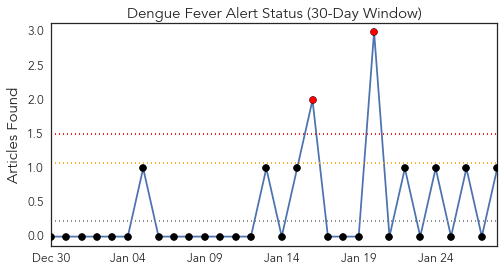 Dengue Fever Alert Status (30-Day Window)
Articles Found
3.0
2.5
2.0
1.5
1.0
0.5
0.0
Dec 30 Jan 04 Jan 09 Jan 14 Jan 19 Jan 24